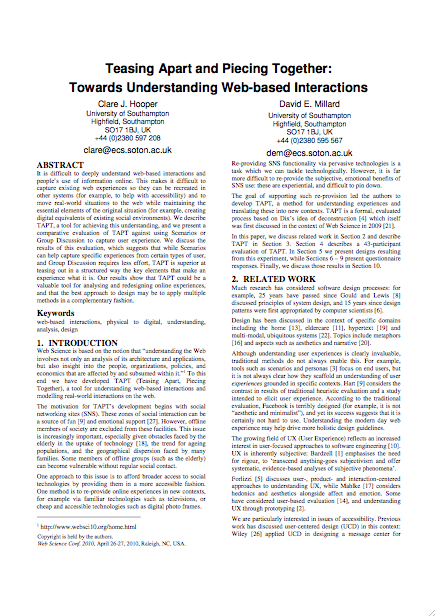 Teasing Apart and Piecing Together:
Towards Understanding Web-based Interactions
Clare J. Hooper
University of Southampton
Highfield, Southampton
SO17 1BJ, UK
+44 (0)2380 597 208
clare@ecs.soton.ac.uk
David E. Millard
University of Southampton
Highfield, Southampton
SO17 1BJ, UK
+44 (0)2380 595 567
dem@ecs.soton.ac.uk
ABSTRACT
It is difficult to deeply understand web-based interactions and
people's use of information online. This makes it difficult to
capture existing web experiences so they can be recreated in
other systems (for example, to help with accessibility) and to
move real-world situations to the web while maintaining the
essential elements of the original situation (for example, creating
digital equivalents of existing social environments). We describe
TAPT, a tool for achieving this understanding, and we present a
comparative evaluation of TAPT against using Scenarios or
Group Discussion to capture user experience. We discuss the
results of this evaluation, which suggest that while Scenarios
can help capture specific experiences from certain types of user,
and Group Discussion requires less effort, TAPT is superior at
teasing out in a structured way the key elements that make an
experience what it is. Our results show that TAPT could be a
valuable tool for analysing and redesigning online experiences,
and that the best approach to design may be to apply multiple
methods in a complementary fashion.
Keywords
web-based interactions, physical to digital, understanding,
analysis, design
1. INTRODUCTION
Web Science is based on the notion that "understanding the Web
involves not only an analysis of its architecture and applications,
but also insight into the people, organizations, policies, and
economics that are affected by and subsumed within it."¹ To this
end we have developed TAPT (Teasing Apart, Piecing
Together), a tool for understanding web-based interactions and
modelling real-world interactions on the web.
The motivation for TAPT's development begins with social
networking sites (SNS). These zones of social interaction can be
a source of fun [9] and emotional support [27]. However, offline
members of society are excluded from these facilities. This issue
is increasingly important, especially given obstacles faced by the
elderly in the uptake of technology [18], the trend for ageing
populations, and the geographical dispersion faced by many
families. Some members of offline groups (such as the elderly)
can become vulnerable without regular social contact.
One approach to this issue is to afford broader access to social
technologies by providing them in a more accessible fashion.
One method is to re-provide online experiences in new contexts,
for example via familiar technologies such as televisions, or
cheap and accessible technologies such as digital photo frames.
¹ http://www.websci10.org/home.html
Copyright is held by the authors.
Web Science Conf. 2010, April 26-27, 2010, Raleigh, NC, USA.
Re-providing SNS functionality via pervasive technologies is a
task which we can tackle technologically. However, it is far
more difficult to re-provide the subjective, emotional benefits of
SNS use: these are experiential, and difficult to pin down.
The goal of supporting such re-provision led the authors to
develop TAPT, a method for understanding experiences and
translating these into new contexts. TAPT is a formal, evaluated
process based on Dix's idea of deconstruction [4] which itself
was first discussed in the context of Web Science in 2009 [21].
In this paper, we discuss related work in Section 2 and describe
TAPT in Section 3. Section 4 describes a 43-participant
evaluation of TAPT. In Section 5 we present designs resulting
from this experiment, while Sections 6 – 9 present questionnaire
responses. Finally, we discuss those results in Section 10.
2. RELATED WORK
Much research has considered software design processes: for
example, 25 years have passed since Gould and Lewis [8]
discussed principles of system design, and 15 years since design
patterns were first appropriated by computer scientists [6].
Design has been discussed in the context of specific domains
including the home [13], eldercare [11], hypertext [19] and
multi-modal, ubiquitous systems [22]. Topics include metaphors
[16] and aspects such as aesthetics and narrative [20].
Although understanding user experiences is clearly invaluable,
traditional methods do not always enable this. For example,
tools such as scenarios and personas [3] focus on end users, but
it is not always clear how they scaffold an understanding of user
experiences grounded in specific contexts. Hart [9] considers the
contrast in results of traditional heuristic evaluation and a study
intended to elicit user experience. According to the traditional
evaluation, Facebook is terribly designed (for example, it is not
"aesthetic and minimalist"), and yet its success suggests that it is
certainly not hard to use. Understanding the modern day web
experience may help drive more holistic design guidelines.
The growing field of UX (User Experience) reflects an increased
interest in user-focused approaches to software engineering [10].
UX is inherently subjective: Bardzell [1] emphasises the need
for rigour, to 'transcend anything-goes subjectivism and offer
systematic, evidence-based analyses of subjective phenomena'.
Forlizzi [5] discusses user-, product- and interaction-centered
approaches to understanding UX, while Mahlke [17] considers
hedonics and aesthetics alongside affect and emotion. Some
have considered user-based evaluation [14], and understanding
UX through prototyping [2].
We are particularly interested in issues of accessibility. Previous
work has discussed user-centered design (UCD) in this context:
Wiley [26] applied UCD in designing a message center for